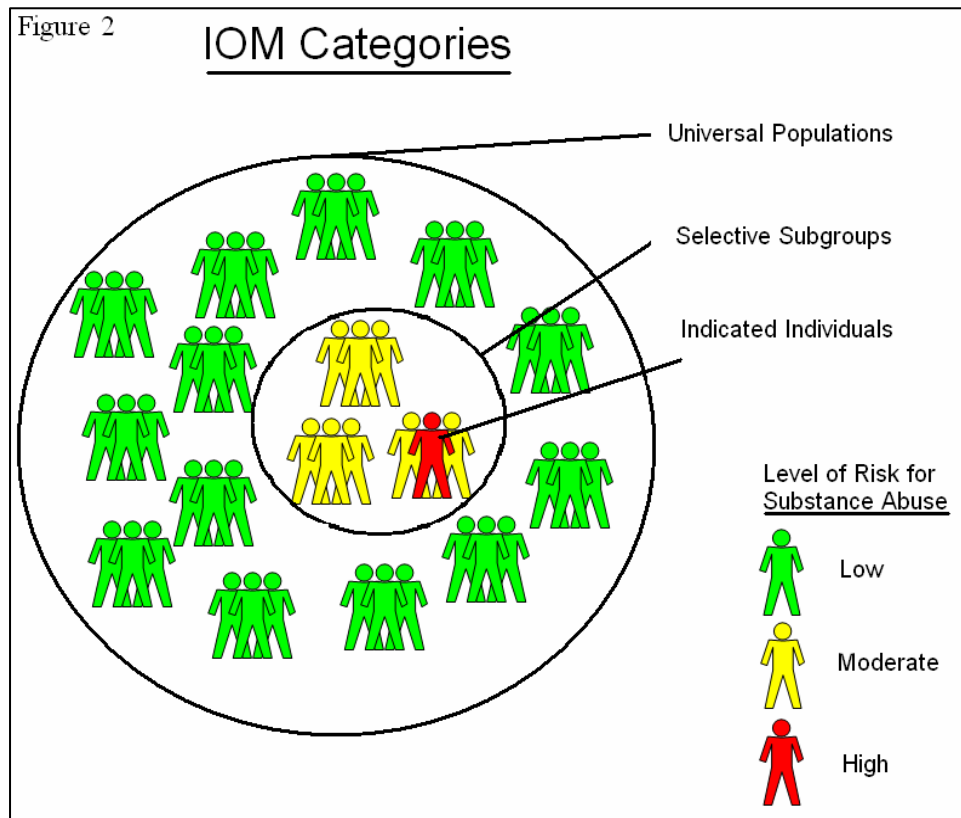 Figure 2
IOM Categories
Universal Populations
Selective Subgroups
Indicated Individuals
Level of Risk for
Substance Abuse
Low
Moderate
High